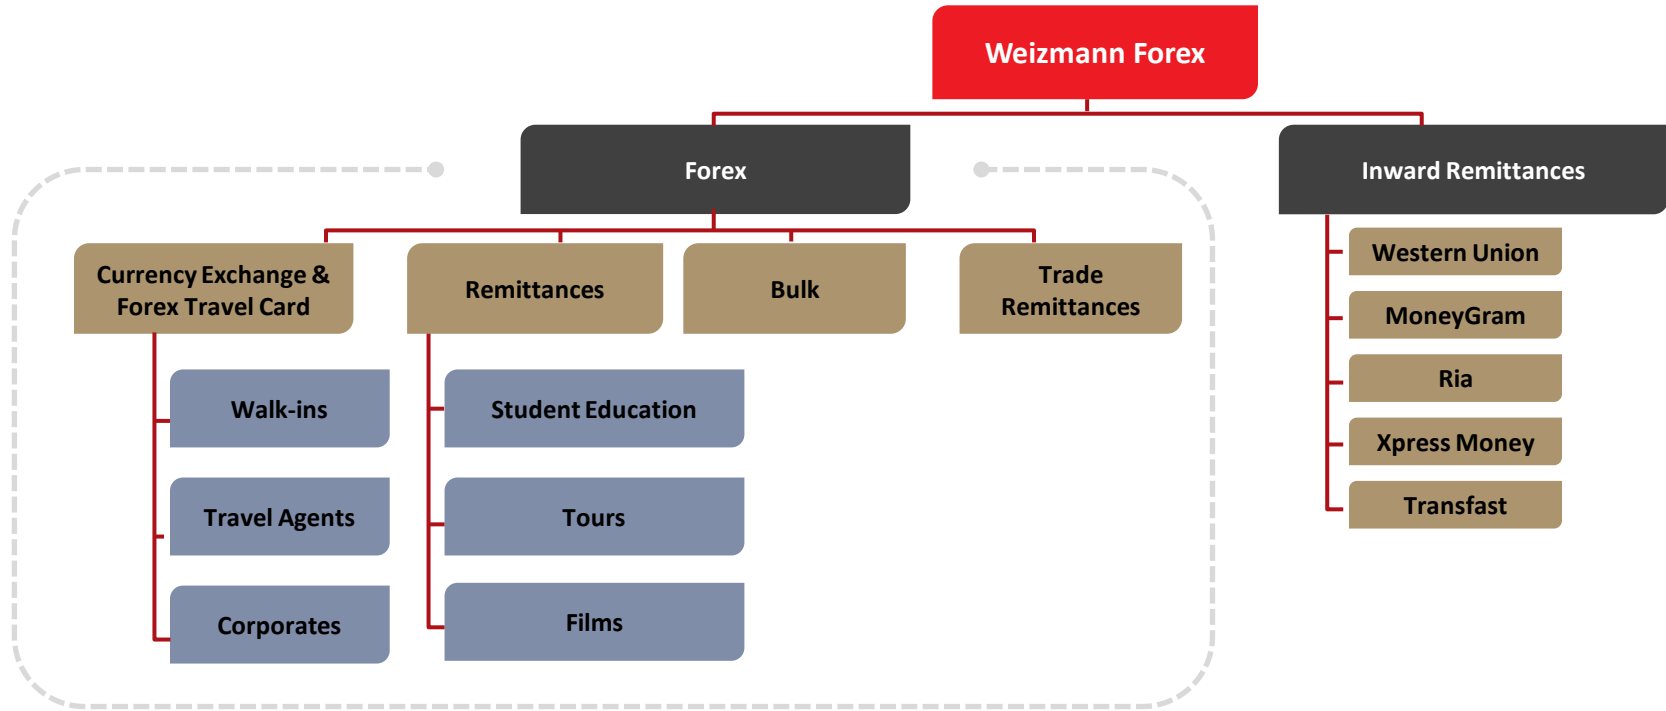 Weizmann Forex
Forex
Inward Remittances
Currency Exchange &
Forex Travel Card
Remittances
Bulk
Trade
Remittances
Walk-ins
Travel Agents
Corporates
Student Education
Tours
Films
Western Union
MoneyGram
Ria
Xpress Money
Transfast